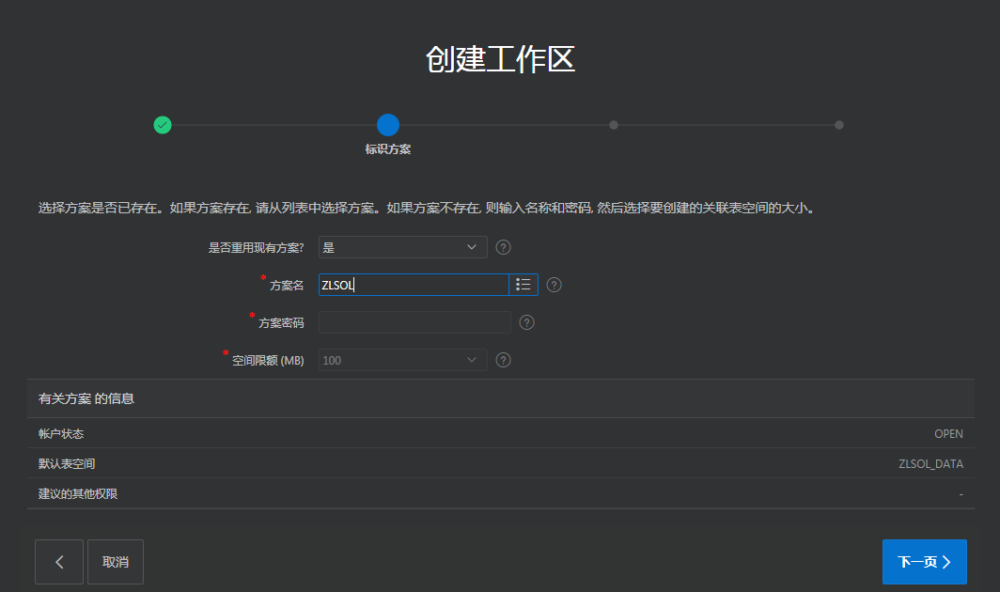 创建工作区
标识方案
选择方案是否已存在。如果方案存在, 请从列表中选择方案。如果方案不存在, 则输入名称和密码, 然后选择要创建的关联表空间的大小。
是否重用现有方案? 是 ?
* 方案名 ZLSOL ?
* 方案密码 ?
* 空间限额 (MB) 100 ?
有关方案 的信息
帐户状态 OPEN
默认表空间 ZLSOL_DATA
建议的其他权限 -
取消 下一页